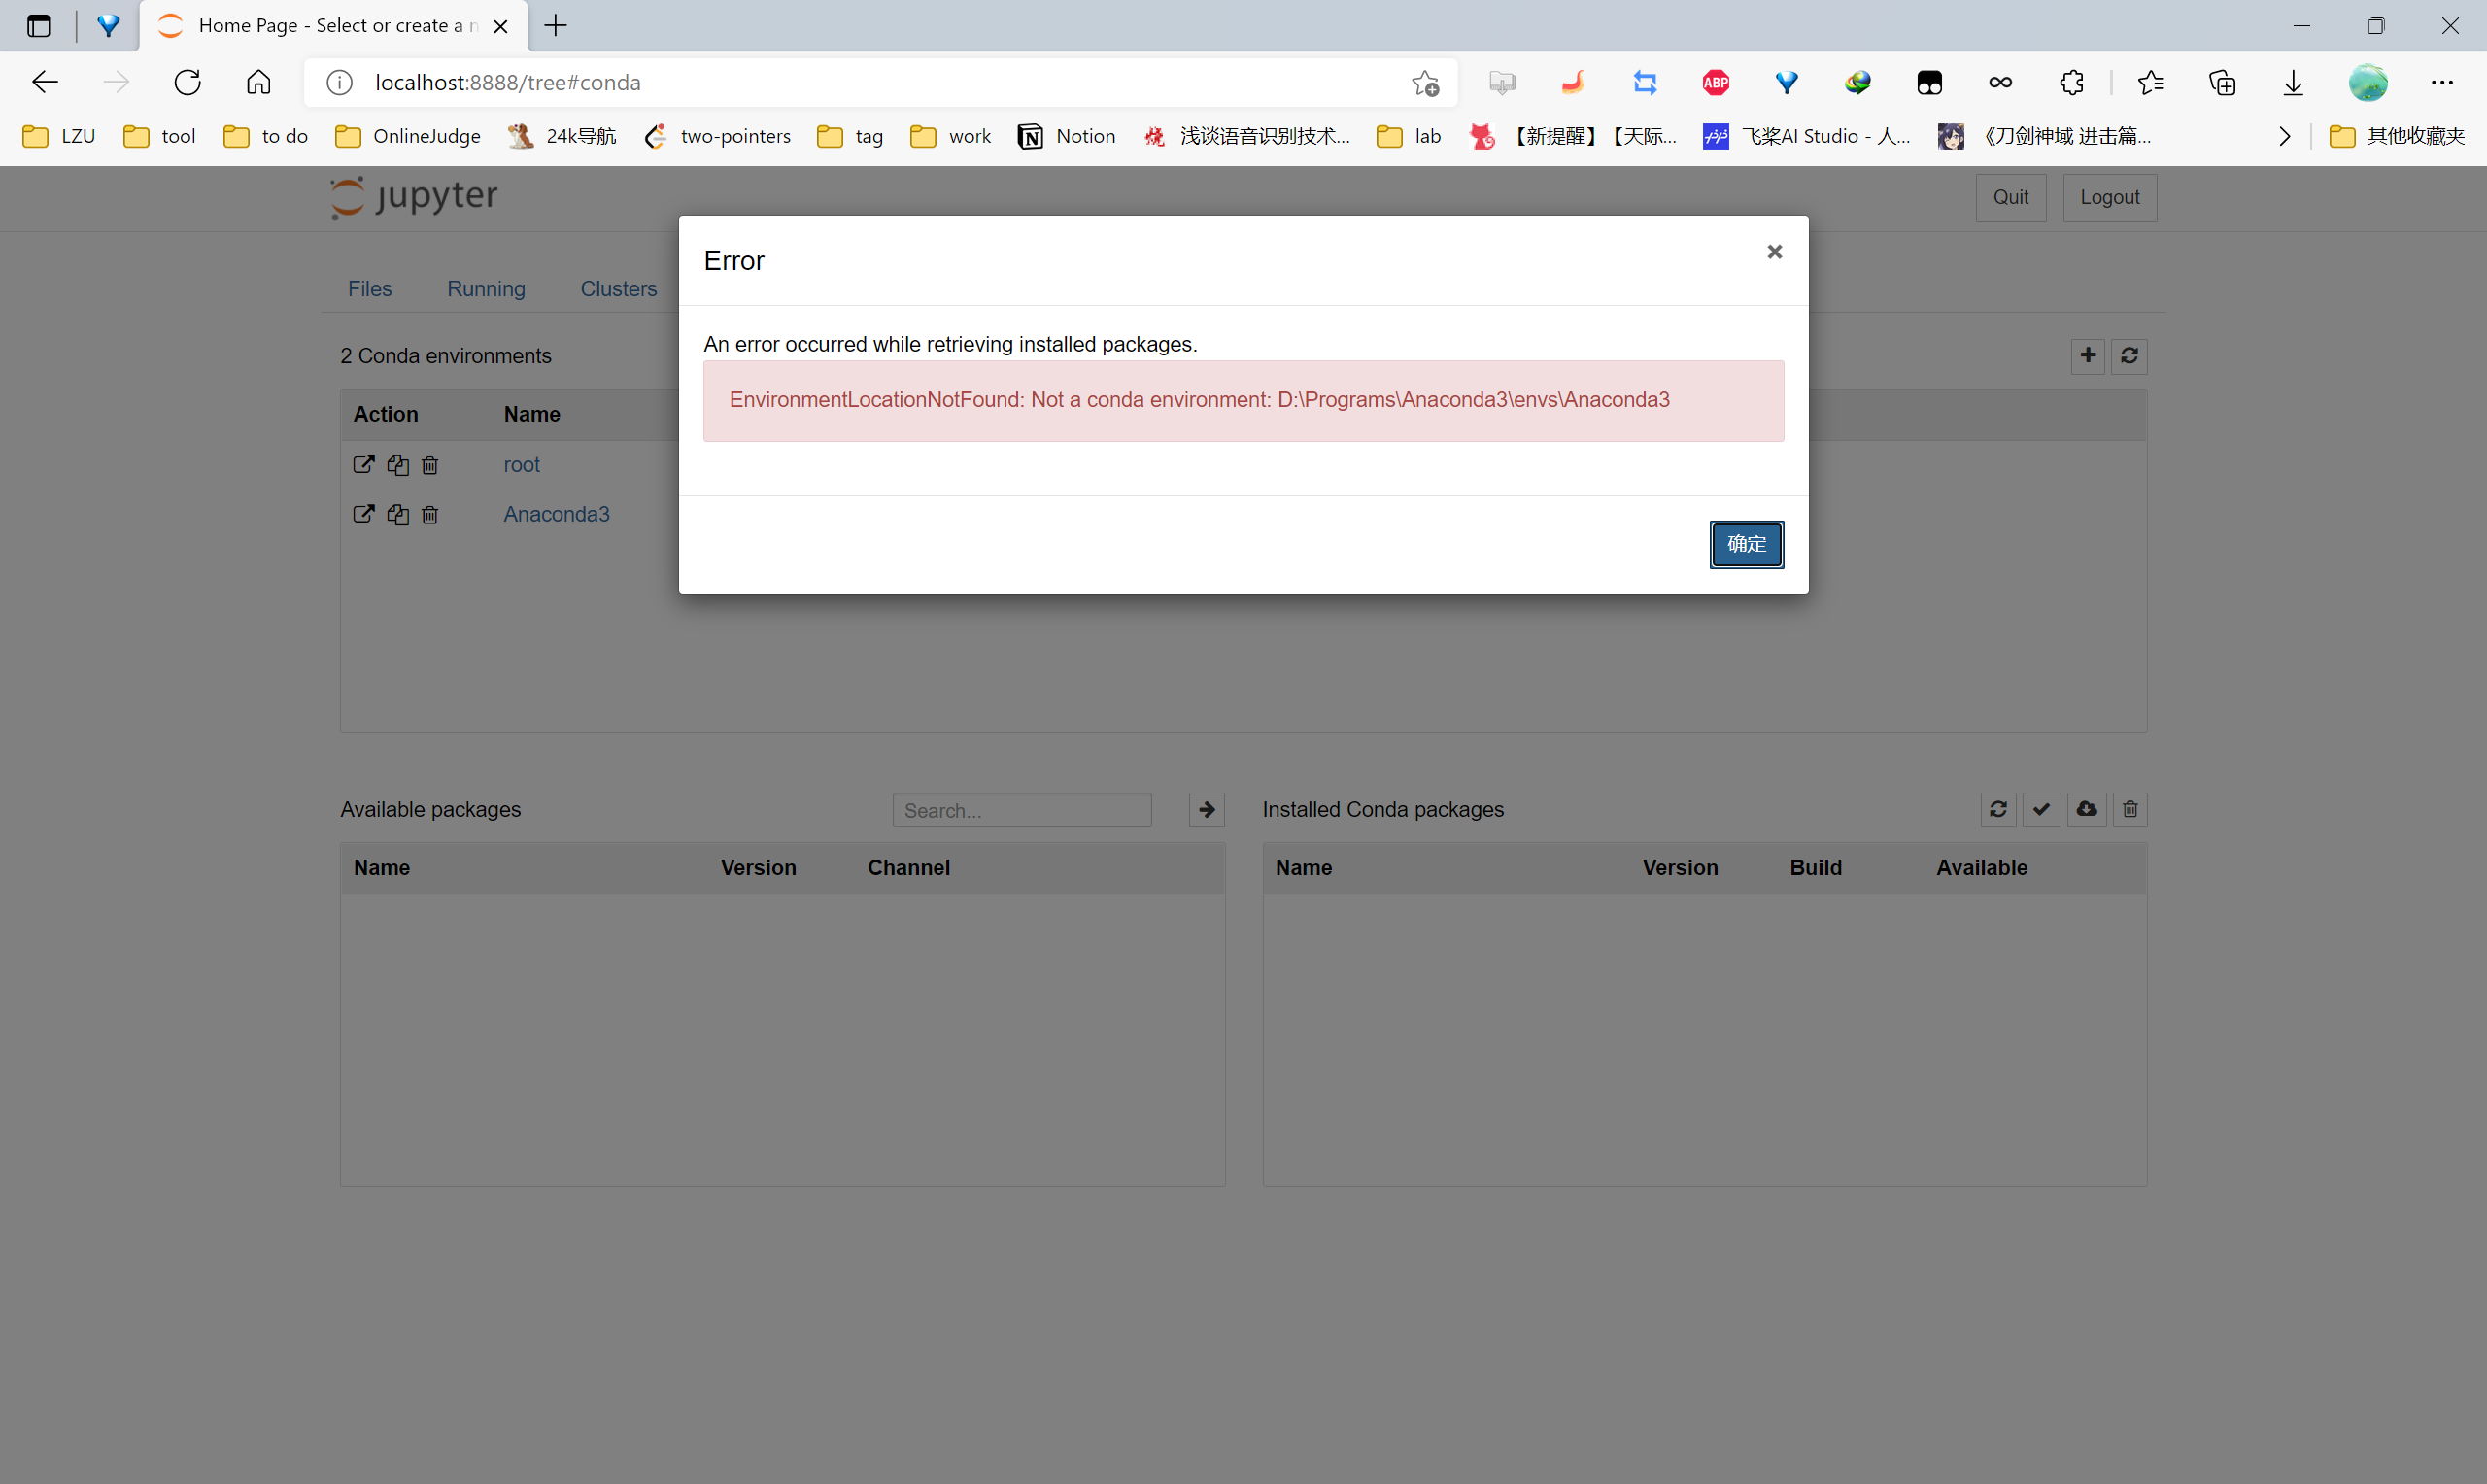 Home Page - Select or create a n
localhost:8888/tree#conda
ABP
LZU tool to do OnlineJudge 24k导航 two-pointers tag work Notion 浅谈语音识别技术... lab 【新提醒】【天际... 飞桨AI Studio - 人... 《刀剑神域 进击篇... 其他收藏夹
jupyter Quit Logout
Error
Files Running Clusters
An error occurred while retrieving installed packages.
2 Conda environments
EnvironmentLocationNotFound: Not a conda environment: D:\Programs\Anaconda3\envs\Anaconda3
Action Name
root
Anaconda3
确定
Available packages Search... Installed Conda packages
Name Version Channel Name Version Build Available